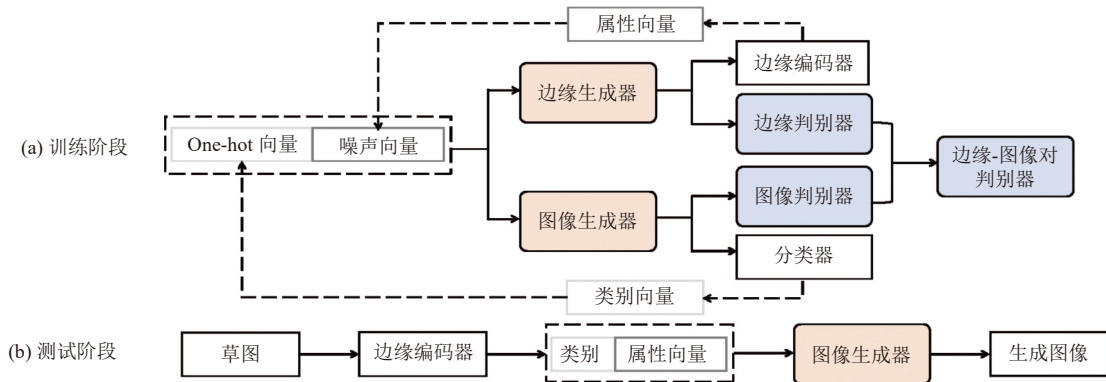 属性向量
边缘编码器
边缘生成器
边缘判别器
(a) 训练阶段
One-hot 向量
噪声向量
边缘-图像对
判别器
图像判别器
图像生成器
分类器
类别向量
(b) 测试阶段
草图
边缘编码器
类别
属性向量
图像生成器
生成图像